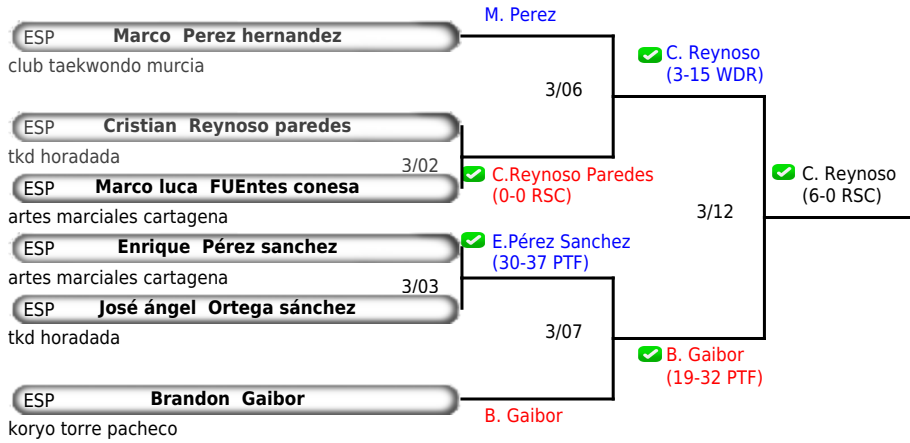 M. Perez
ESP Marco Perez hernandez
club taekwondo murcia
C. Reynoso
(3-15 WDR)
3/06
ESP Cristian Reynoso paredes
tkd horadada
3/02
C.Reynoso Paredes
(0-0 RSC)
ESP Marco luca FUEntes conesa
artes marciales cartagena
C. Reynoso
(6-0 RSC)
3/12
ESP Enrique Pérez sanchez
artes marciales cartagena
E.Pérez Sanchez
(30-37 PTF)
3/03
ESP José ángel Ortega sánchez
tkd horadada
3/07
B. Gaibor
(19-32 PTF)
ESP Brandon Gaibor
koryo torre pacheco
B. Gaibor